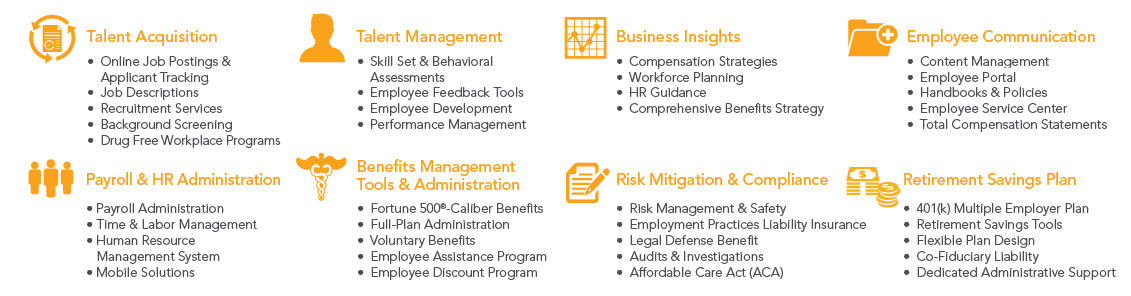 Talent Acquisition
• Online Job Postings &
Applicant Tracking
• Job Descriptions
• Recruitment Services
• Background Screening
• Drug Free Workplace Programs
Talent Management
• Skill Set & Behavioral
Assessments
• Employee Feedback Tools
• Employee Development
• Performance Management
Business Insights
• Compensation Strategies
• Workforce Planning
• HR Guidance
• Comprehensive Benefits Strategy
Employee Communication
• Content Management
• Employee Portal
• Handbooks & Policies
• Employee Service Center
• Total Compensation Statements
Payroll & HR Administration
• Payroll Administration
• Time & Labor Management
• Human Resource
Management System
• Mobile Solutions
Benefits Management
Tools & Administration
• Fortune 500®-Caliber Benefits
• Full-Plan Administration
• Voluntary Benefits
• Employee Assistance Program
• Employee Discount Program
Risk Mitigation & Compliance
• Risk Management & Safety
• Employment Practices Liability Insurance
• Legal Defense Benefit
• Audits & Investigations
• Affordable Care Act (ACA)
$
Retirement Savings Plan
• 401(k) Multiple Employer Plan
• Retirement Savings Tools
• Flexible Plan Design
• Co-Fiduciary Liability
• Dedicated Administrative Support